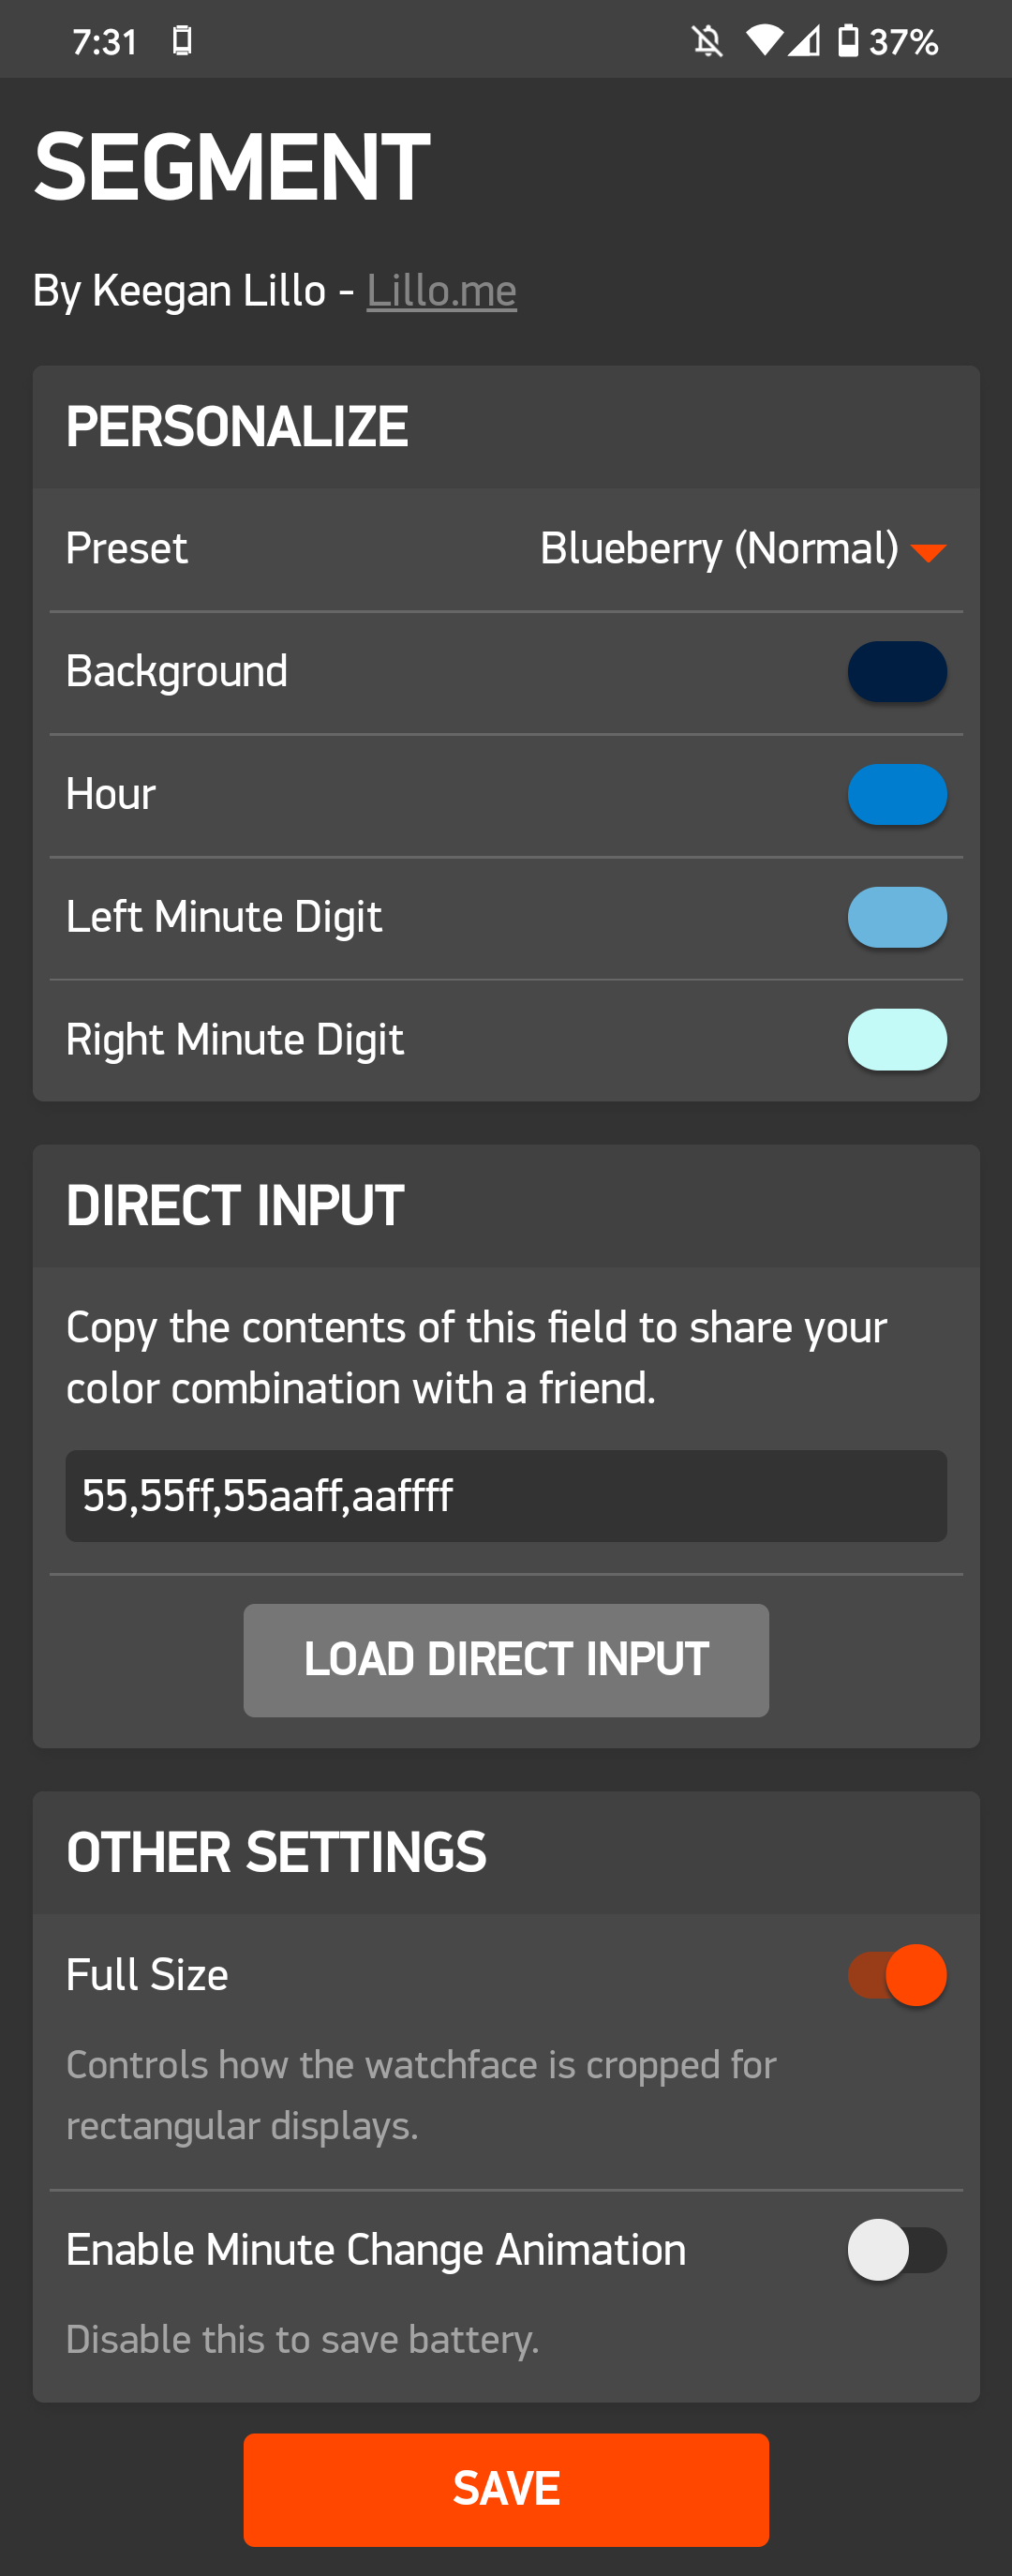 7:31 37%
SEGMENT
By Keegan Lillo - Lillo.me
PERSONALIZE
Preset Blueberry (Normal)
Background
Hour
Left Minute Digit
Right Minute Digit
DIRECT INPUT
Copy the contents of this field to share your
color combination with a friend.
55,55ff,55aaff,aaffff
LOAD DIRECT INPUT
OTHER SETTINGS
Full Size
Controls how the watchface is cropped for
rectangular displays.
Enable Minute Change Animation
Disable this to save battery.
SAVE